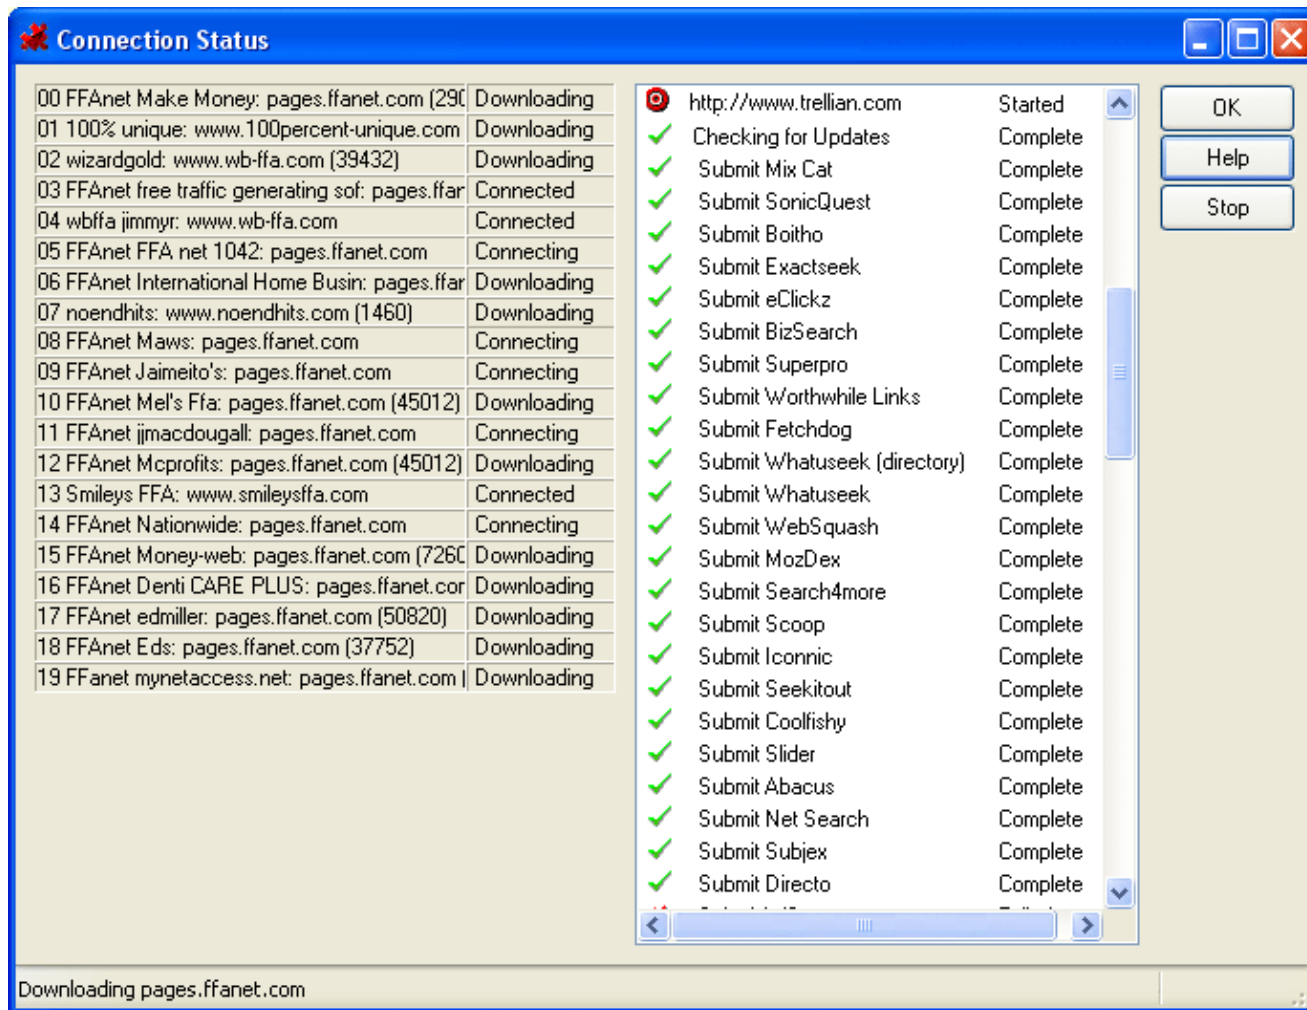 Connection Status
00 FFAnet Make Money: pages.ffanet.com (290 Downloading
01 100% unique: www.100percent-unique.com Downloading
02 wizardgold: www.wb-ffa.com (39432) Downloading
03 FFAnet free traffic generating sof: pages.ffar Connected
04 wbffa jimmyr: www.wb-ffa.com Connected
05 FFAnet FFA net 1042: pages.ffanet.com Connecting
06 FFAnet International Home Busin: pages.ffar Downloading
07 noendhits: www.noendhits.com (1460) Downloading
08 FFAnet Maws: pages.ffanet.com Connecting
09 FFAnet Jaimeito's: pages.ffanet.com Connecting
10 FFAnet Mel's Ffa: pages.ffanet.com (45012) Downloading
11 FFAnet jjmacdougall: pages.ffanet.com Connecting
12 FFAnet Mcprofits: pages.ffanet.com (45012) Downloading
13 Smileys FFA: www.smileysffa.com Connected
14 FFAnet Nationwide: pages.ffanet.com Connecting
15 FFAnet Money-web: pages.ffanet.com (7260 Downloading
16 FFAnet Denti CARE PLUS: pages.ffanet.cor Downloading
17 FFAnet edmiller: pages.ffanet.com (50820) Downloading
18 FFAnet Eds: pages.ffanet.com (37752) Downloading
19 FFanet mynetaccess.net: pages.ffanet.com ( Downloading
http://www.trellian.com Started
Checking for Updates Complete
Submit Mix Cat Complete
Submit SonicQuest Complete
Submit Boitho Complete
Submit Exactseek Complete
Submit eClickz Complete
Submit BizSearch Complete
Submit Superpro Complete
Submit Worthwhile Links Complete
Submit Fetchdog Complete
Submit Whatuseek (directory) Complete
Submit Whatuseek Complete
Submit WebSquash Complete
Submit MozDex Complete
Submit Search4more Complete
Submit Scoop Complete
Submit Iconnic Complete
Submit Seekitout Complete
Submit Coolfishy Complete
Submit Slider Complete
Submit Abacus Complete
Submit Net Search Complete
Submit Subjex Complete
Submit Directo Complete
OK
Help
Stop
Downloading pages.ffanet.com